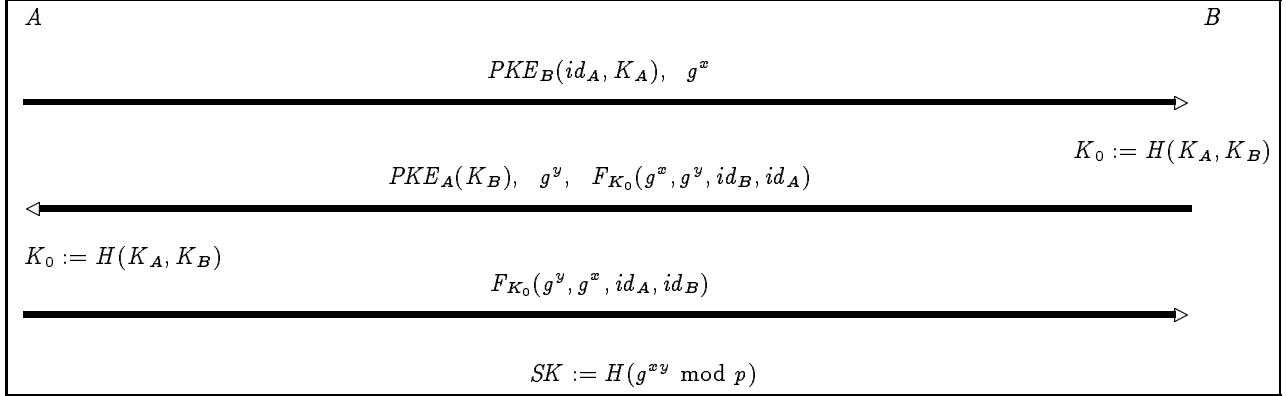 A B
PKE_B(id_A, K_A), g^x
K_0 := H(K_A, K_B)
PKE_A(K_B), g^y, F_{K_0}(g^x, g^y, id_B, id_A)
K_0 := H(K_A, K_B)
F_{K_0}(g^y, g^x, id_A, id_B)
SK := H(g^{xy} mod p)